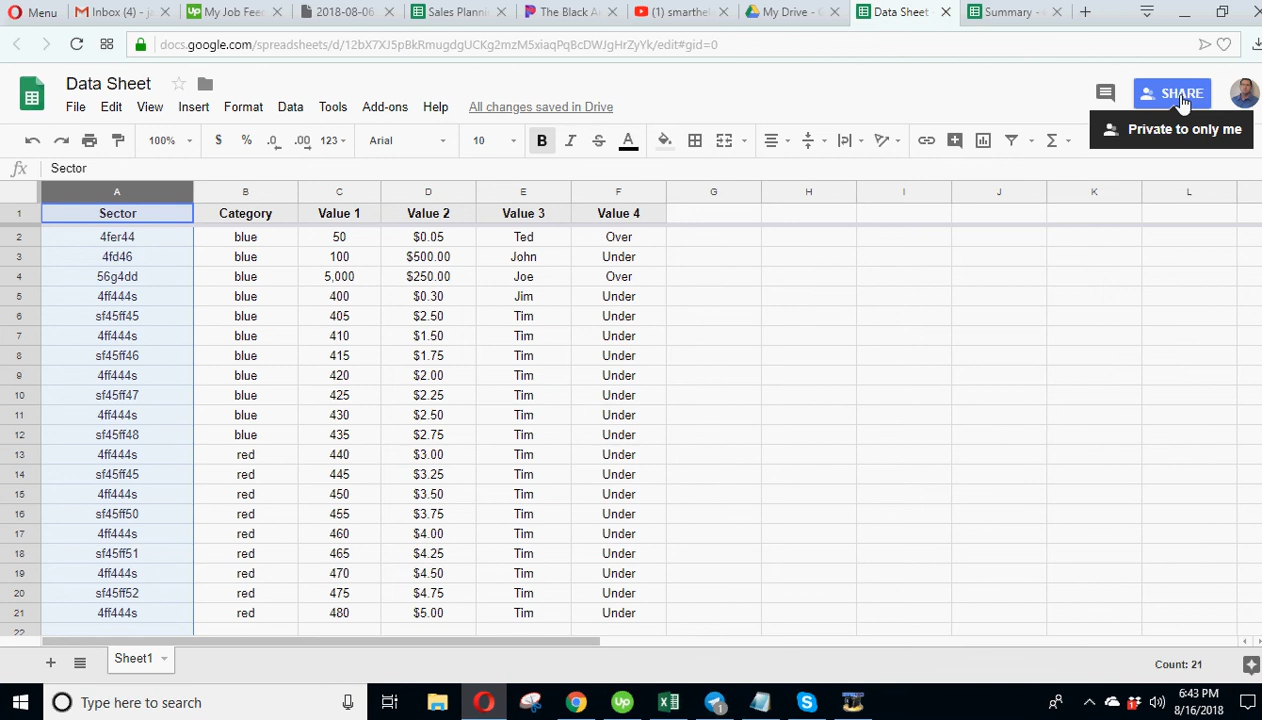 Menu Inbox (4) - j My Job Feed 2018-08-06 Sales Plannin The Black A (1) smarthe My Drive - G Data Sheet Summary -
docs.google.com/spreadsheets/d/12bX7XJ5pBkRmugdgUCKg2mzM5xiaqPqBcDWJgHrZyYk/edit#gid=0
Data Sheet
File Edit View Insert Format Data Tools Add-ons Help All changes saved in Drive
SHARE
Private to only me
100% $ % .0 .00 123 Arial 10 B I S A Σ
fx Sector
A B C D E F G H I J K L
1 Sector Category Value 1 Value 2 Value 3 Value 4
2 4fer44 blue 50 $0.05 Ted Over
3 4fd46 blue 100 $500.00 John Under
4 56g4dd blue 5,000 $250.00 Joe Over
5 4ff444s blue 400 $0.30 Jim Under
6 sf45ff45 blue 405 $2.50 Tim Under
7 4ff444s blue 410 $1.50 Tim Under
8 sf45ff46 blue 415 $1.75 Tim Under
9 4ff444s blue 420 $2.00 Tim Under
10 sf45ff47 blue 425 $2.25 Tim Under
11 4ff444s blue 430 $2.50 Tim Under
12 sf45ff48 blue 435 $2.75 Tim Under
13 4ff444s red 440 $3.00 Tim Under
14 sf45ff45 red 445 $3.25 Tim Under
15 4ff444s red 450 $3.50 Tim Under
16 sf45ff50 red 455 $3.75 Tim Under
17 4ff444s red 460 $4.00 Tim Under
18 sf45ff51 red 465 $4.25 Tim Under
19 4ff444s red 470 $4.50 Tim Under
20 sf45ff52 red 475 $4.75 Tim Under
21 4ff444s red 480 $5.00 Tim Under
22
Sheet1 Count: 21
Type here to search 6:43 PM
8/16/2018